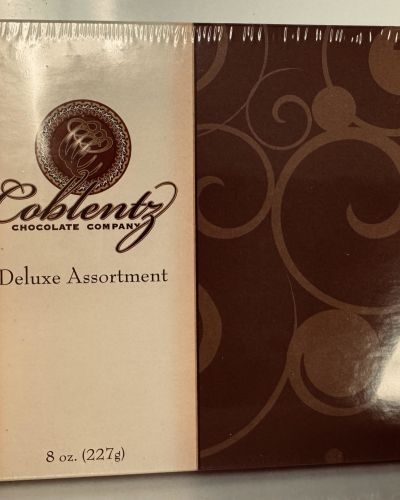 Coblentz
CHOCOLATE COMPANY
Deluxe Assortment
8 oz. (227g)